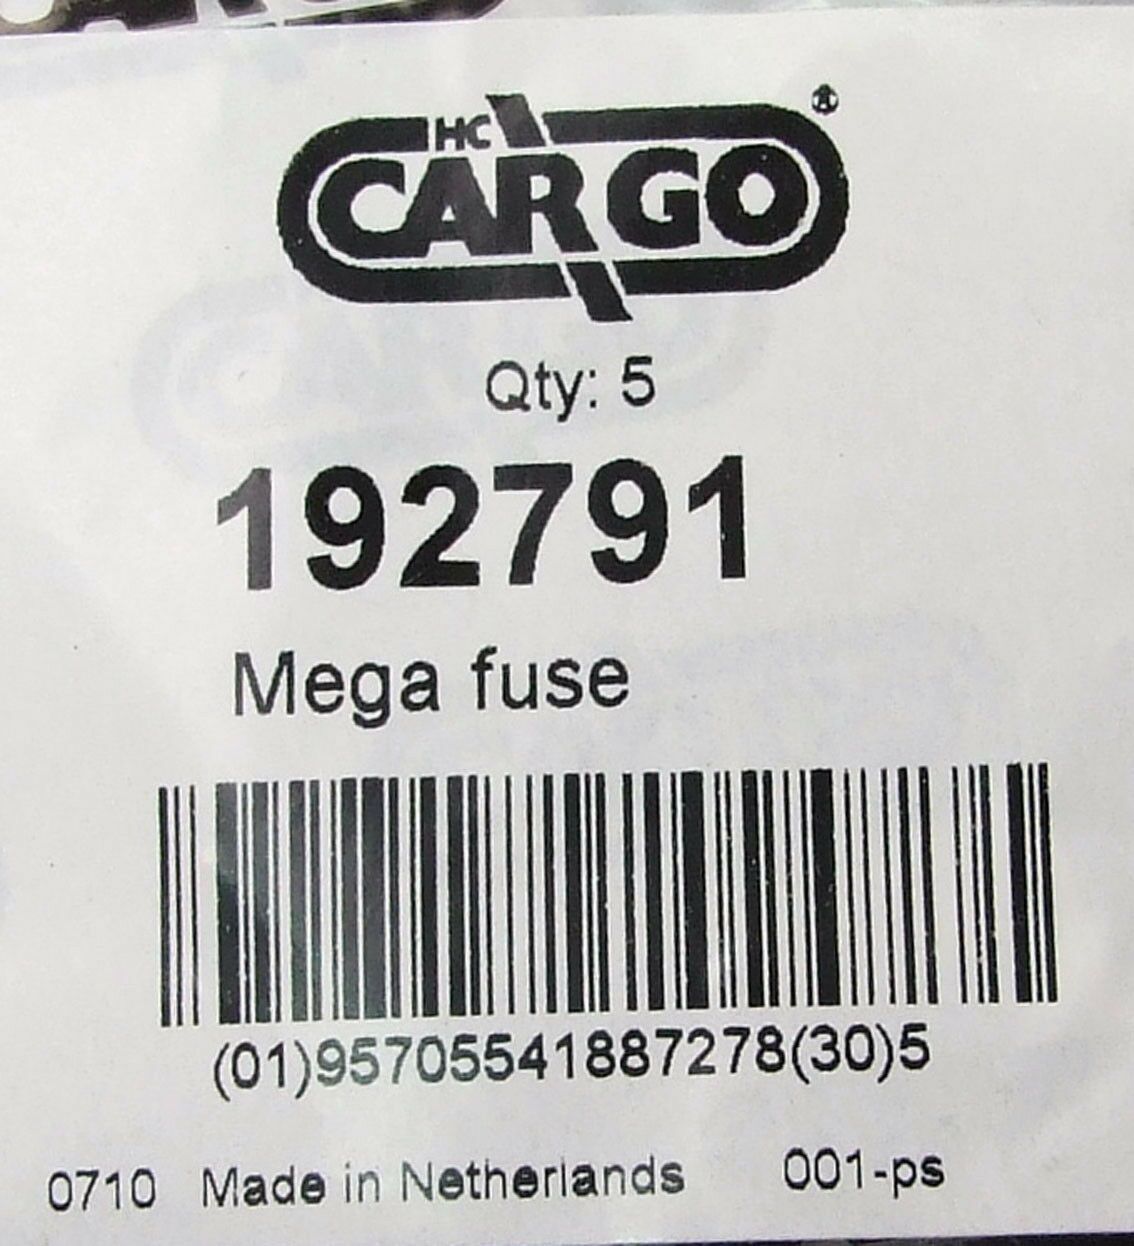 HC
CARGO®
Qty: 5
192791
Mega fuse
(01)95705541887278(30)5
0710 Made in Netherlands 001-ps